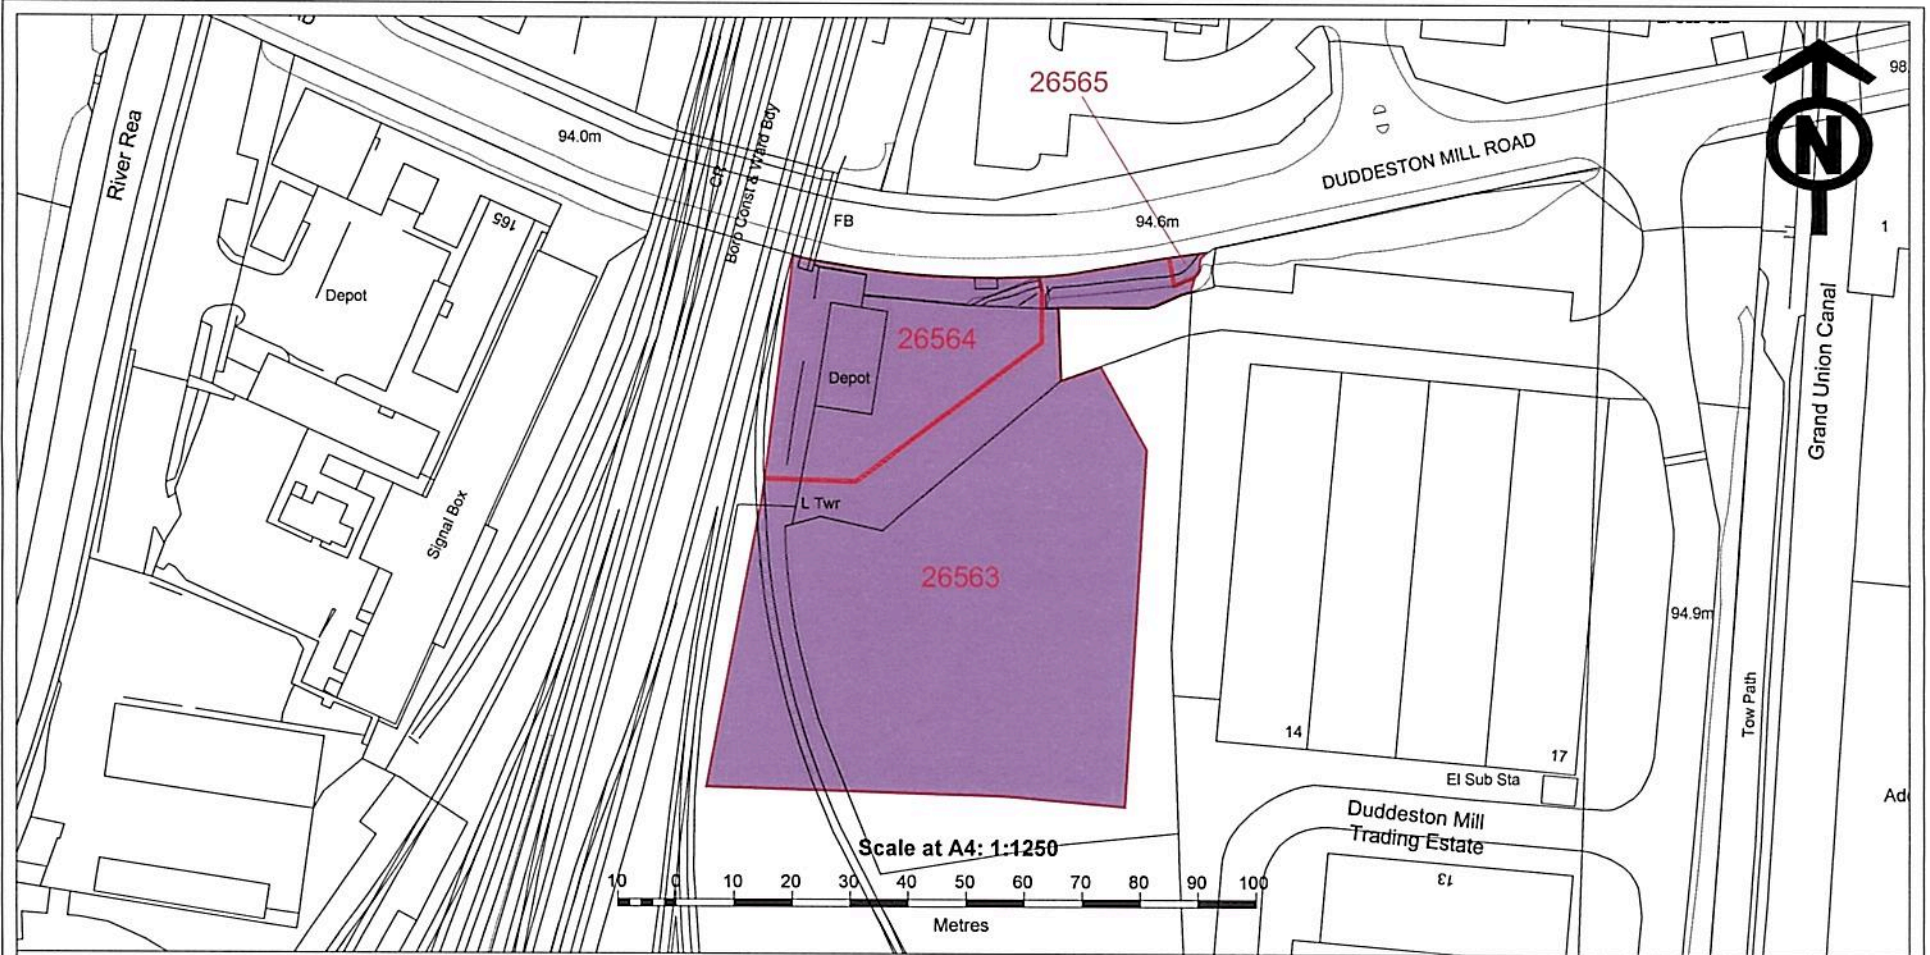 26565
98.
N
94.0m
River Rea
CR
Boro Const & Ward Bdy
DUDDESTON MILL ROAD
165
FB
94.6m
1
Depot
26564
Depot
Grand Union Canal
L Twr
Signal Box
26563
94.9m
Tow Path
14
17
El Sub Sta
Duddeston Mill
Trading Estate
Scale at A4: 1:1250
13
10 0 10 20 30 40 50 60 70 80 90 100
Metres